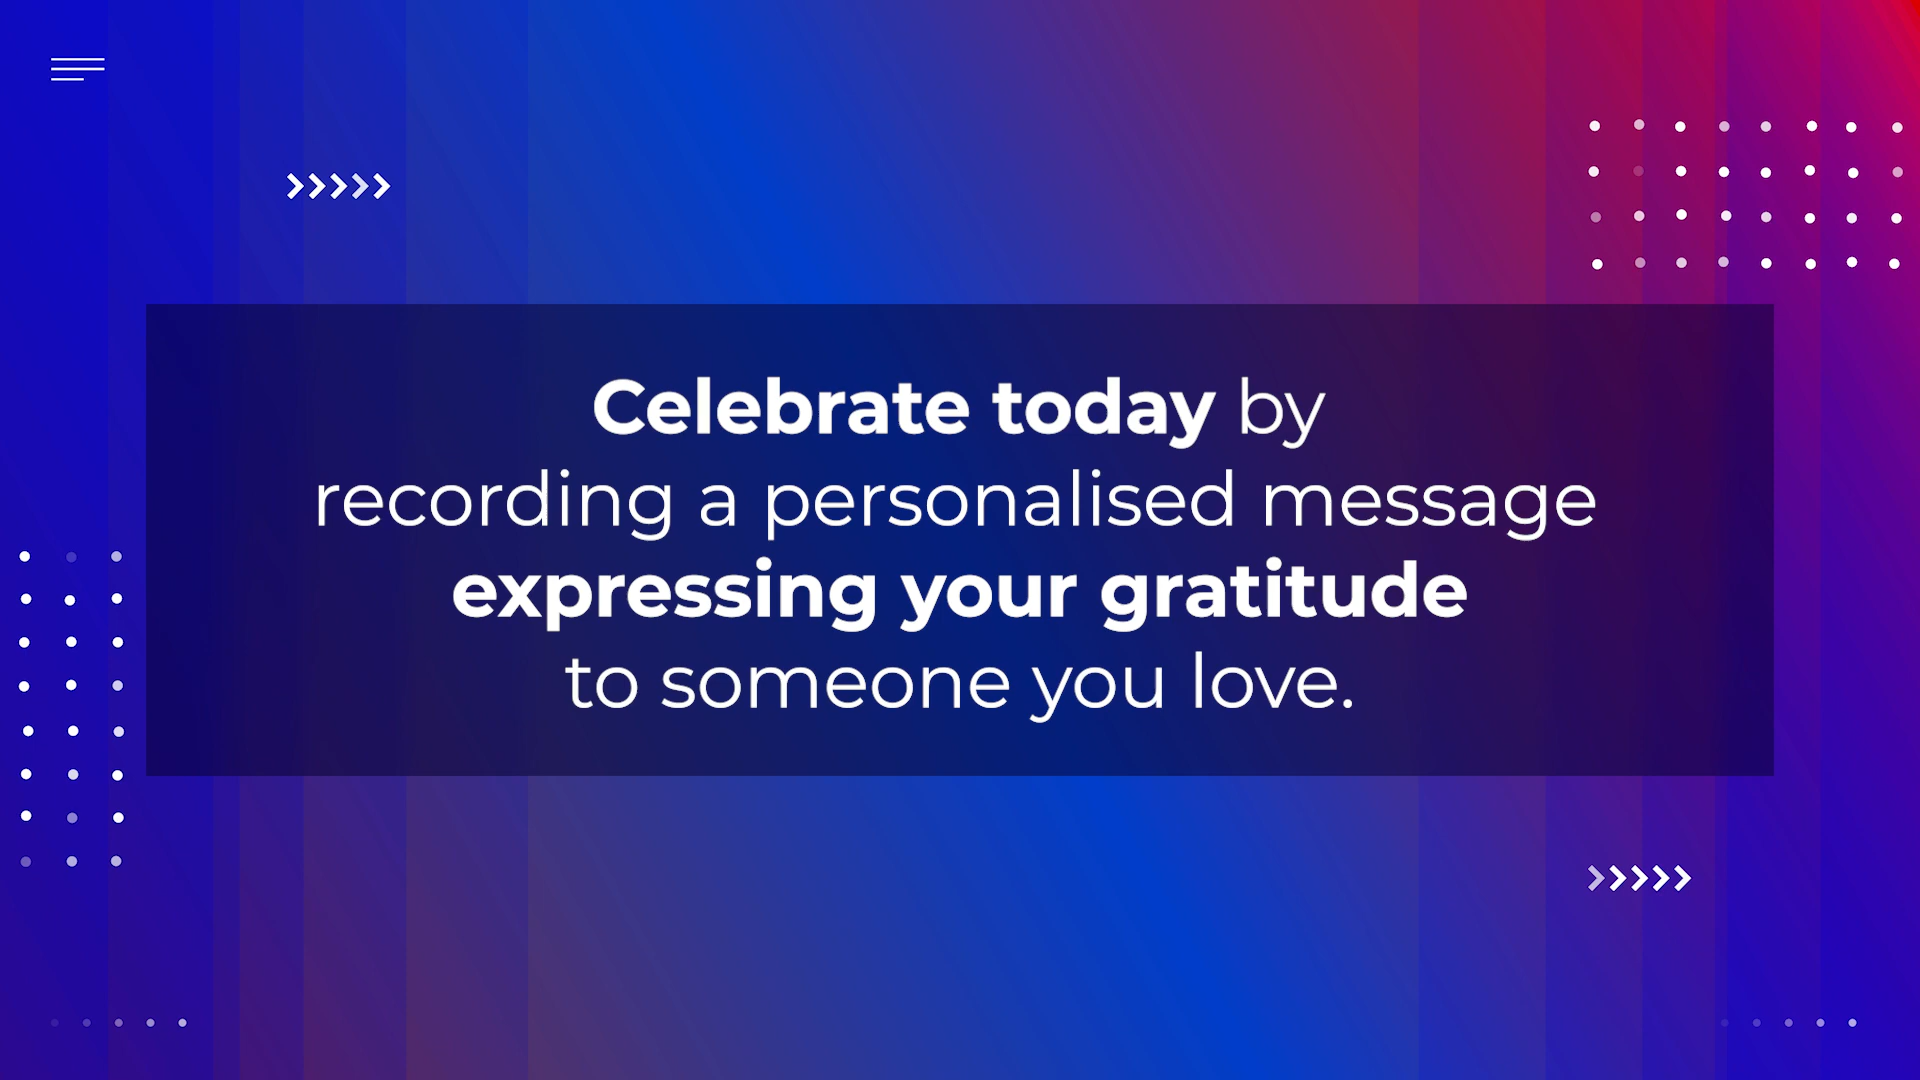 Celebrate today by
recording a personalised message
expressing your gratitude
to someone you love.